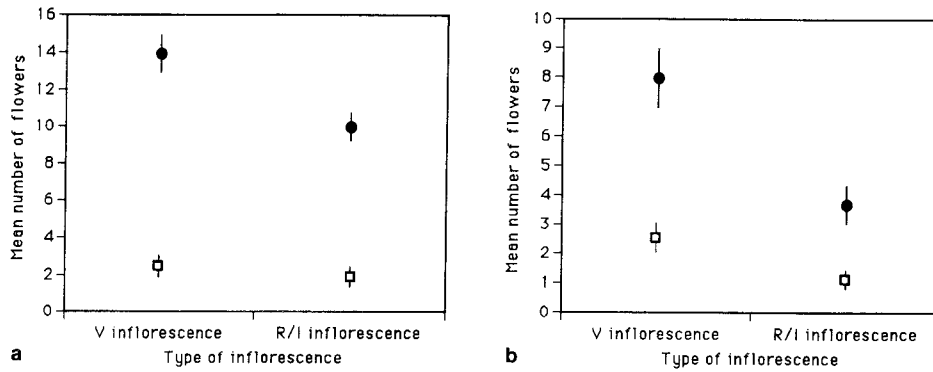 16
14
12
10
8
6
4
2
0
Mean number of flowers
V inflorescence
R/I inflorescence
Type of inflorescence
a
10
9
8
7
6
5
4
3
2
1
0
Mean number of flowers
V inflorescence
R/I inflorescence
Type of inflorescence
b